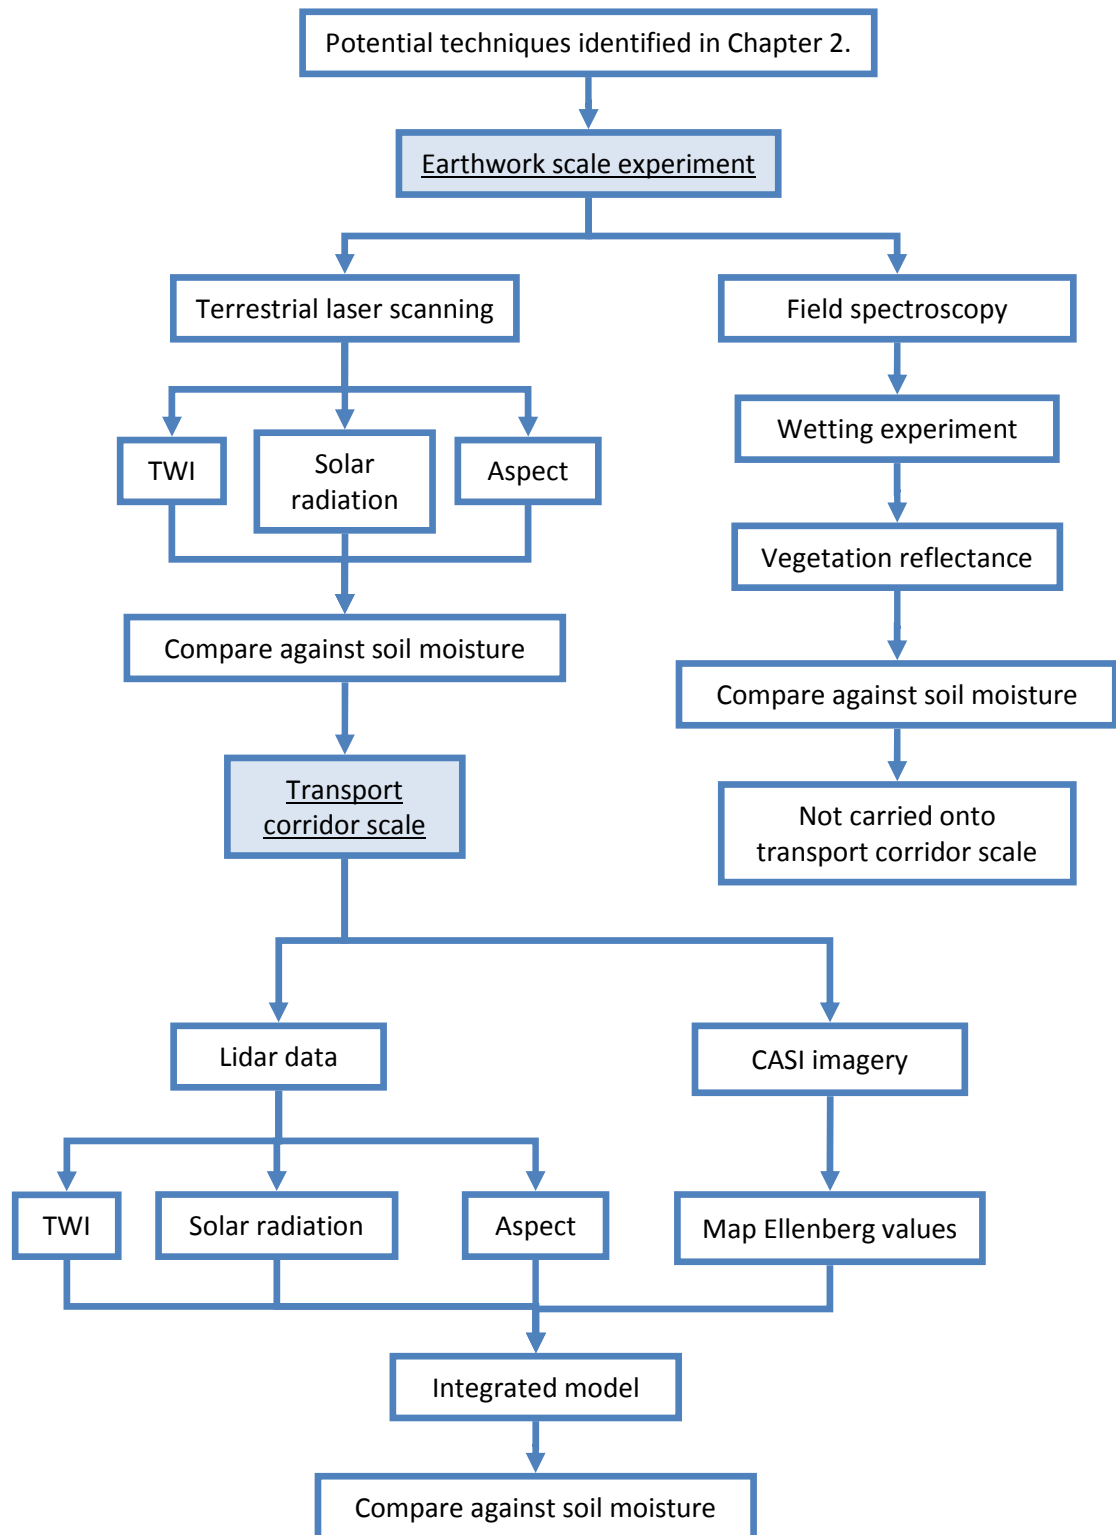 Potential techniques identified in Chapter 2.
Earthwork scale experiment
Terrestrial laser scanning
Field spectroscopy
Wetting experiment
TWI
Solar
radiation
Aspect
Vegetation reflectance
Compare against soil moisture
Compare against soil moisture
Transport
corridor scale
Not carried onto
transport corridor scale
Lidar data
CASI imagery
TWI
Solar radiation
Aspect
Map Ellenberg values
Integrated model
Compare against soil moisture